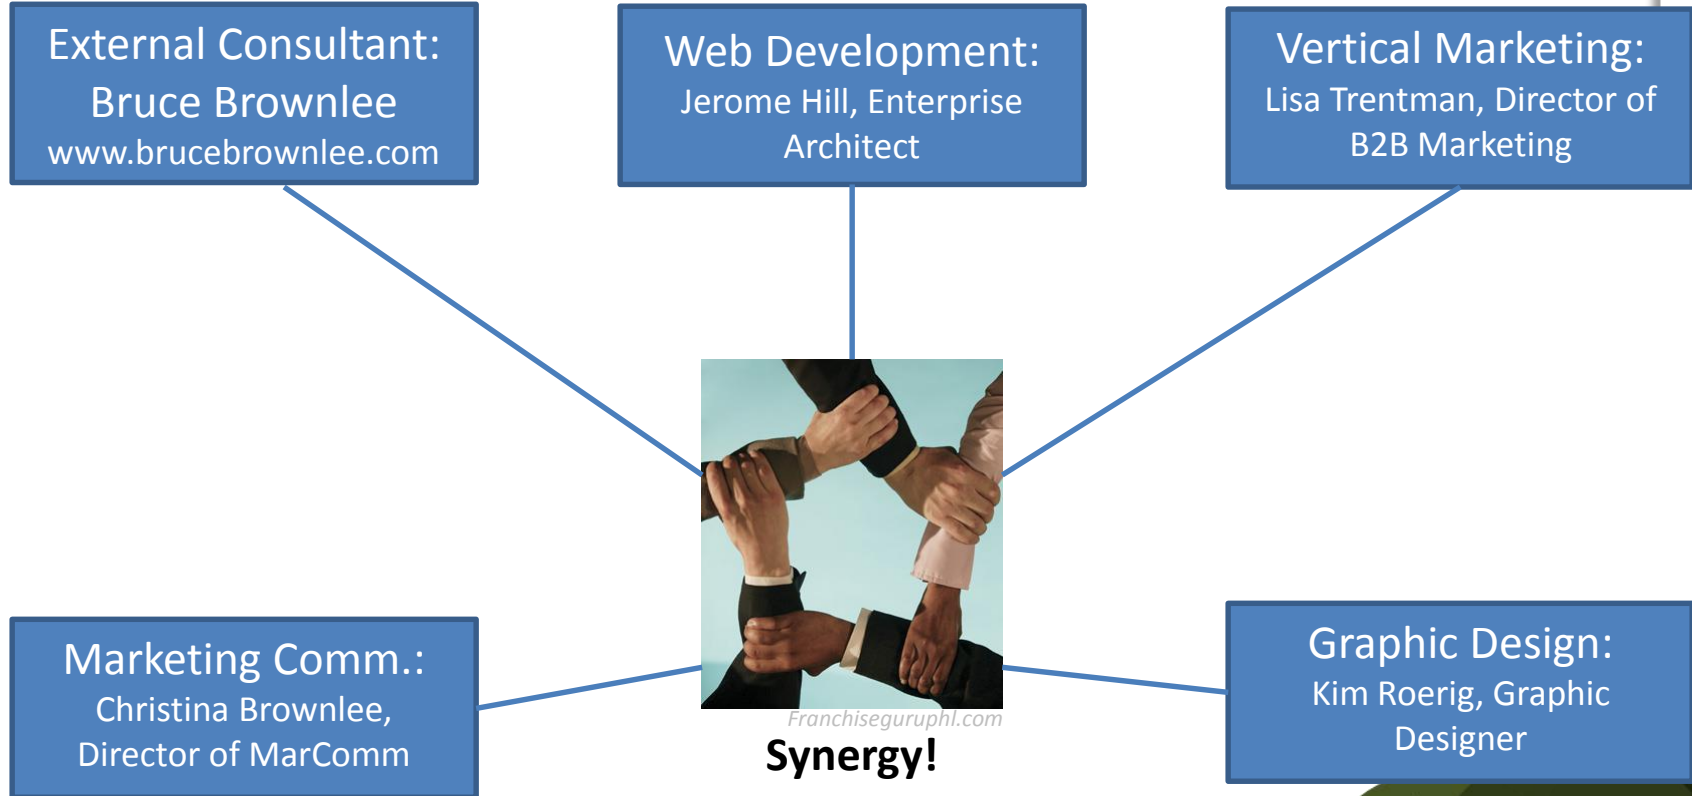 External Consultant:
Bruce Brownlee
www.brucebrownlee.com
Web Development:
Jerome Hill, Enterprise
Architect
Vertical Marketing:
Lisa Trentman, Director of
B2B Marketing
Marketing Comm.:
Christina Brownlee,
Director of MarComm
Franchiseguruphl.com
Synergy!
Graphic Design:
Kim Roerig, Graphic
Designer